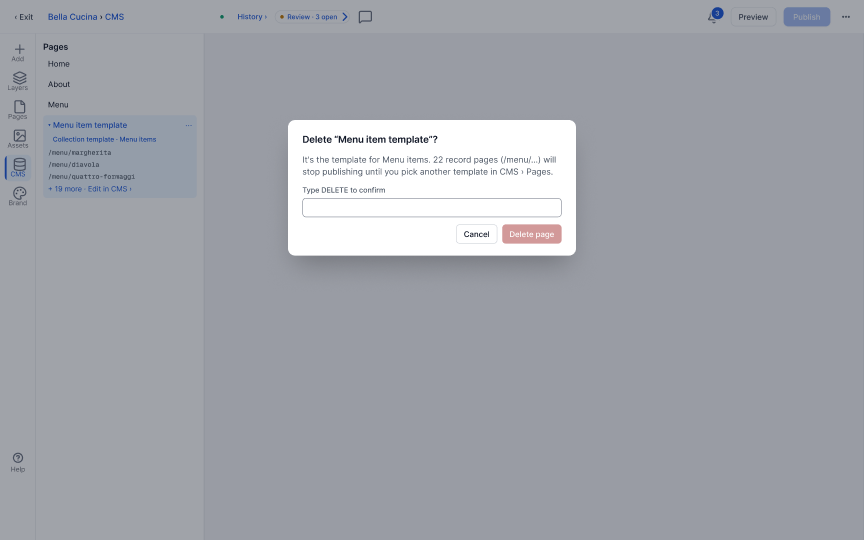 ‹ Exit
Bella Cucina › CMS
History ›
Review · 3 open
3
Preview
Publish
Add
Layers
Pages
Assets
CMS
Brand
Help
Pages
Home
About
Menu
• Menu item template
Collection template · Menu items
/menu/margherita
/menu/diavola
/menu/quattro-formaggi
+ 19 more · Edit in CMS ›
Delete “Menu item template”?
It's the template for Menu items. 22 record pages (/menu/…) will
stop publishing until you pick another template in CMS › Pages.
Type DELETE to confirm
Cancel
Delete page